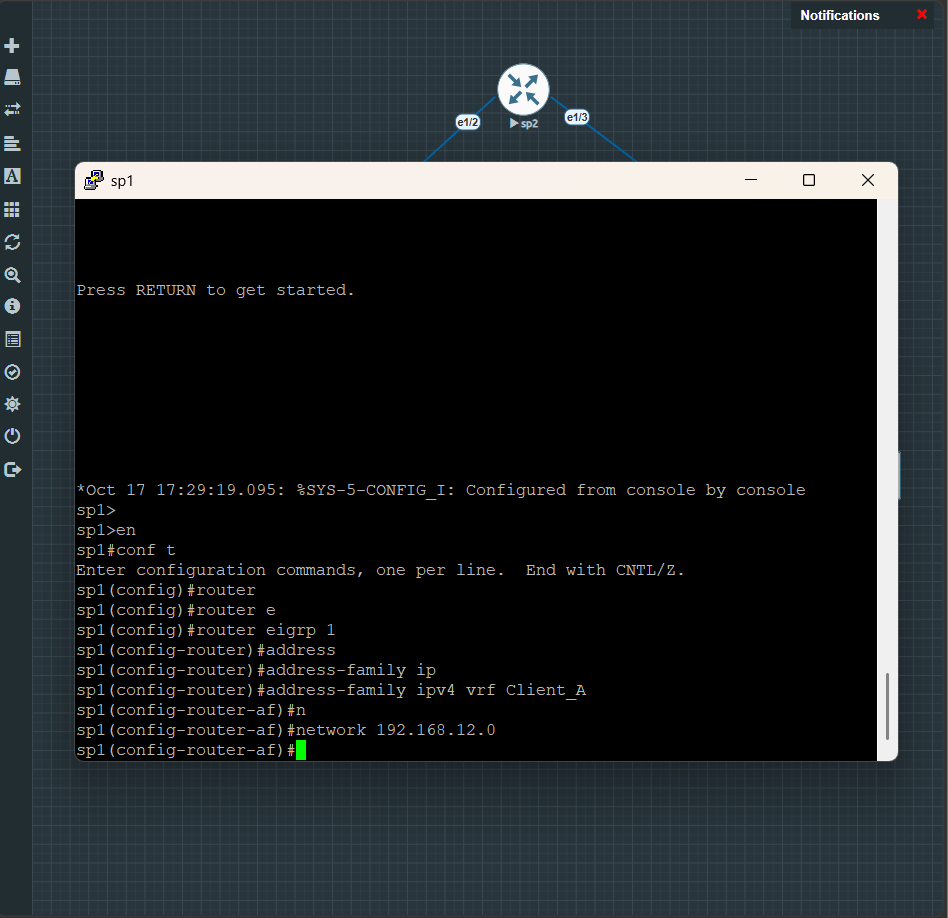 Notifications
e1/2
sp2
e1/3
sp1
Press RETURN to get started.
*Oct 17 17:29:19.095: %SYS-5-CONFIG_I: Configured from console by console
sp1>
sp1>en
sp1#conf t
Enter configuration commands, one per line.  End with CNTL/Z.
sp1(config)#router
sp1(config)#router e
sp1(config)#router eigrp 1
sp1(config-router)#address
sp1(config-router)#address-family ip
sp1(config-router)#address-family ipv4 vrf Client_A
sp1(config-router-af)#n
sp1(config-router-af)#network 192.168.12.0
sp1(config-router-af)#